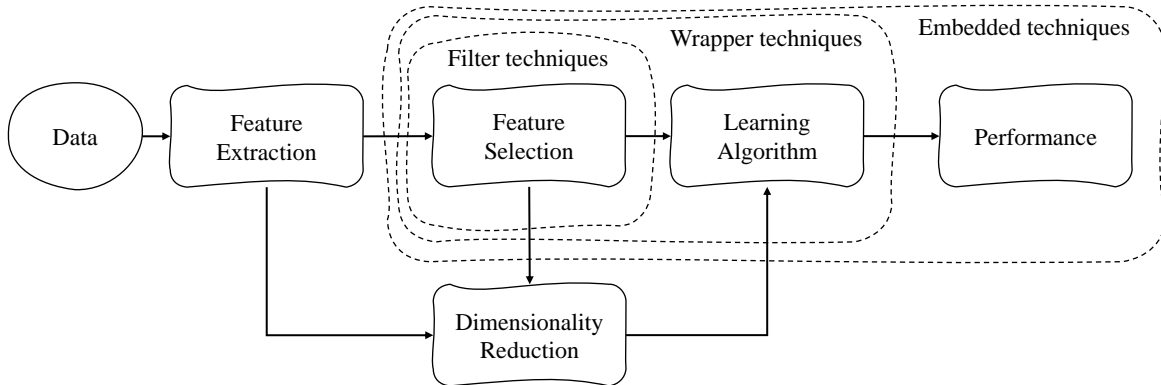 Embedded techniques
Wrapper techniques
Filter techniques
Data
Feature
Extraction
Feature
Selection
Learning
Algorithm
Performance
Dimensionality
Reduction